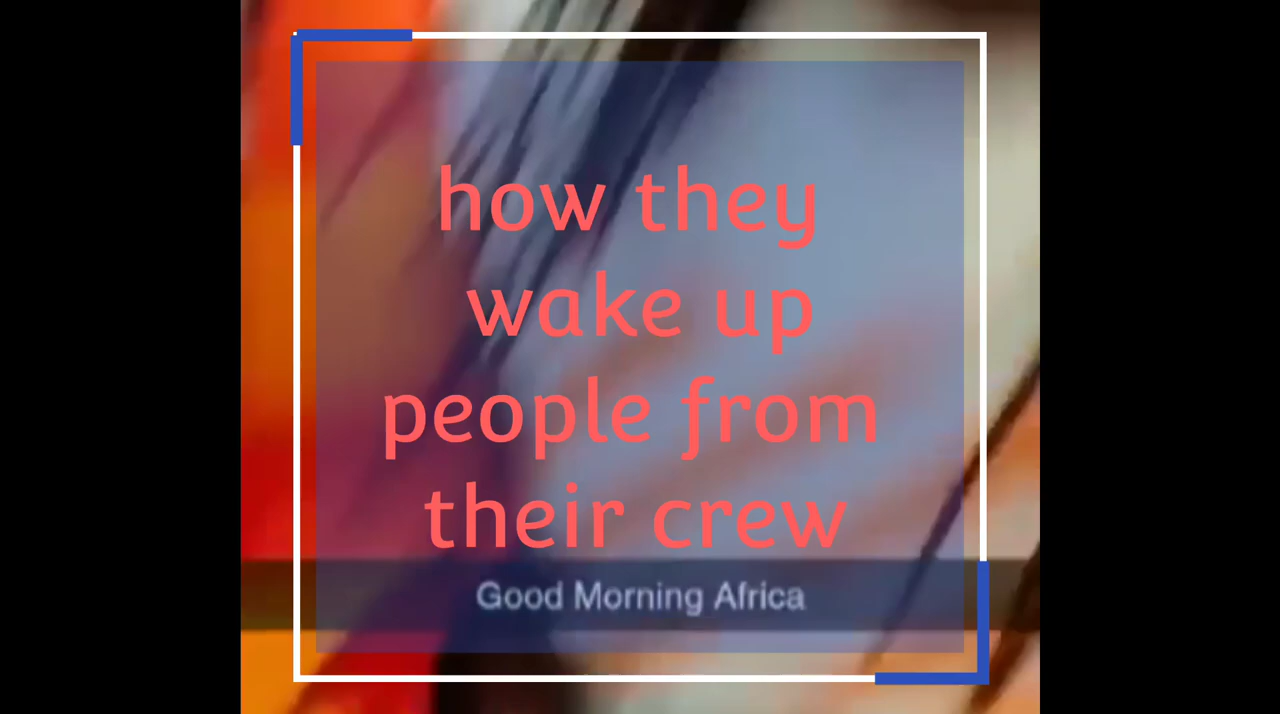 how they
wake up
people from
their crew
Good Morning Africa